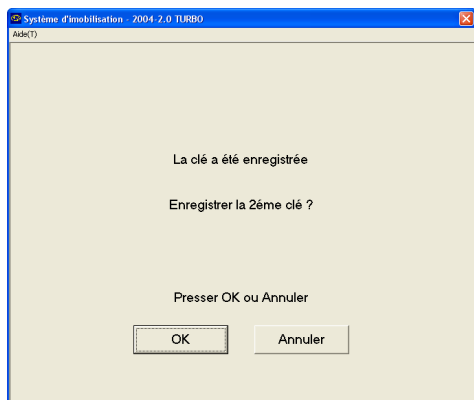 Système d'imobilisation - 2004-2.0 TURBO
Aide(T)
La clé a été enregistrée
Enregistrer la 2éme clé ?
Presser OK ou Annuler
OK Annuler